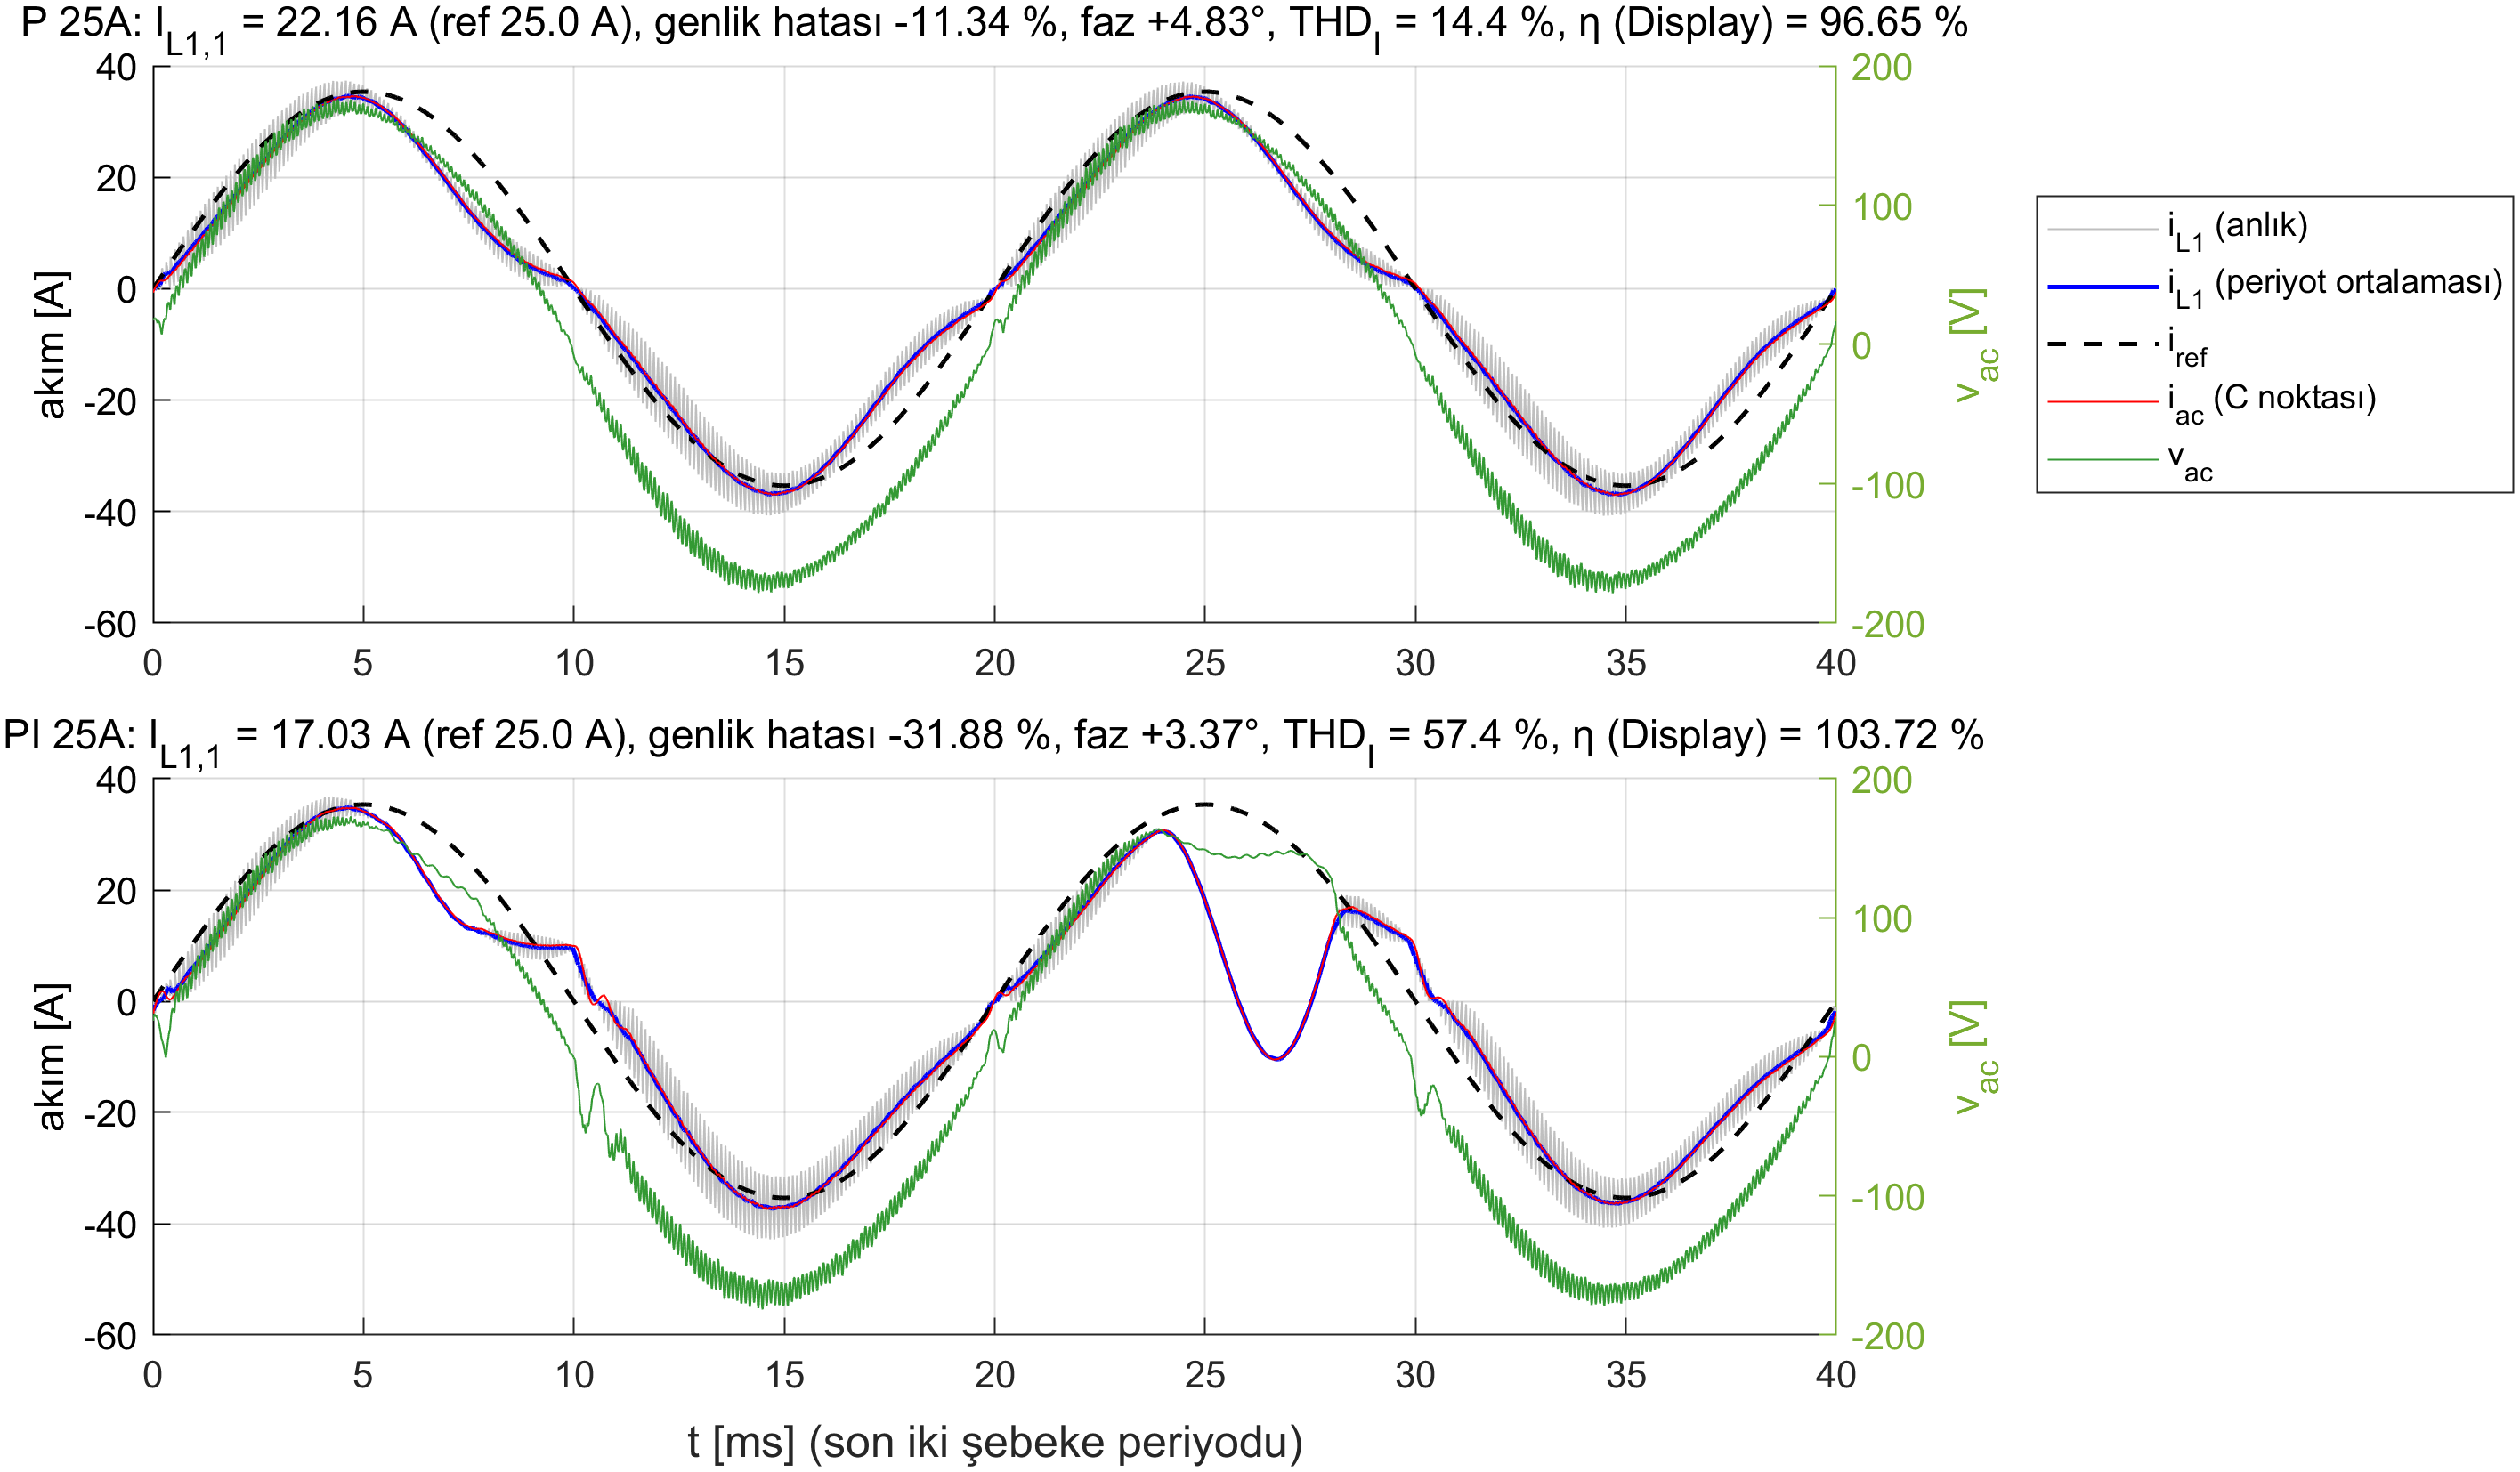 P 25A: I_L1,1 = 22.16 A (ref 25.0 A), genlik hatası -11.34 %, faz +4.83°, THD_I = 14.4 %, η (Display) = 96.65 %
40
20
0
-20
-40
-60
akım [A]
200
100
0
-100
-200
v_ac [V]
0 5 10 15 20 25 30 35 40
i_L1 (anlık)
i_L1 (periyot ortalaması)
i_ref
i_ac (C noktası)
v_ac
PI 25A: I_L1,1 = 17.03 A (ref 25.0 A), genlik hatası -31.88 %, faz +3.37°, THD_I = 57.4 %, η (Display) = 103.72 %
40
20
0
-20
-40
-60
akım [A]
200
100
0
-100
-200
v_ac [V]
0 5 10 15 20 25 30 35 40
t [ms] (son iki şebeke periyodu)